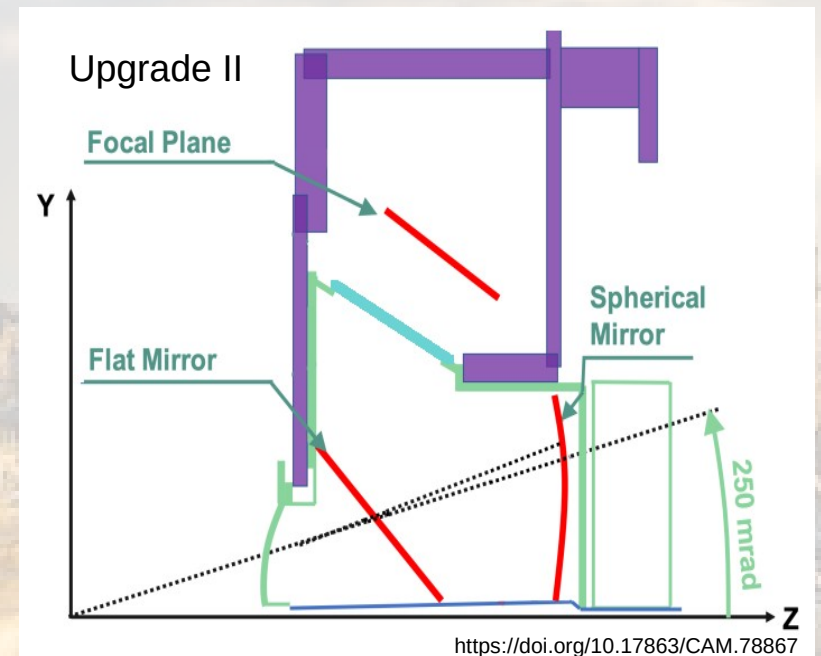 Upgrade II
Focal Plane
Y
Spherical
Mirror
Flat Mirror
250 mrad
Z
https://doi.org/10.17863/CAM.78867